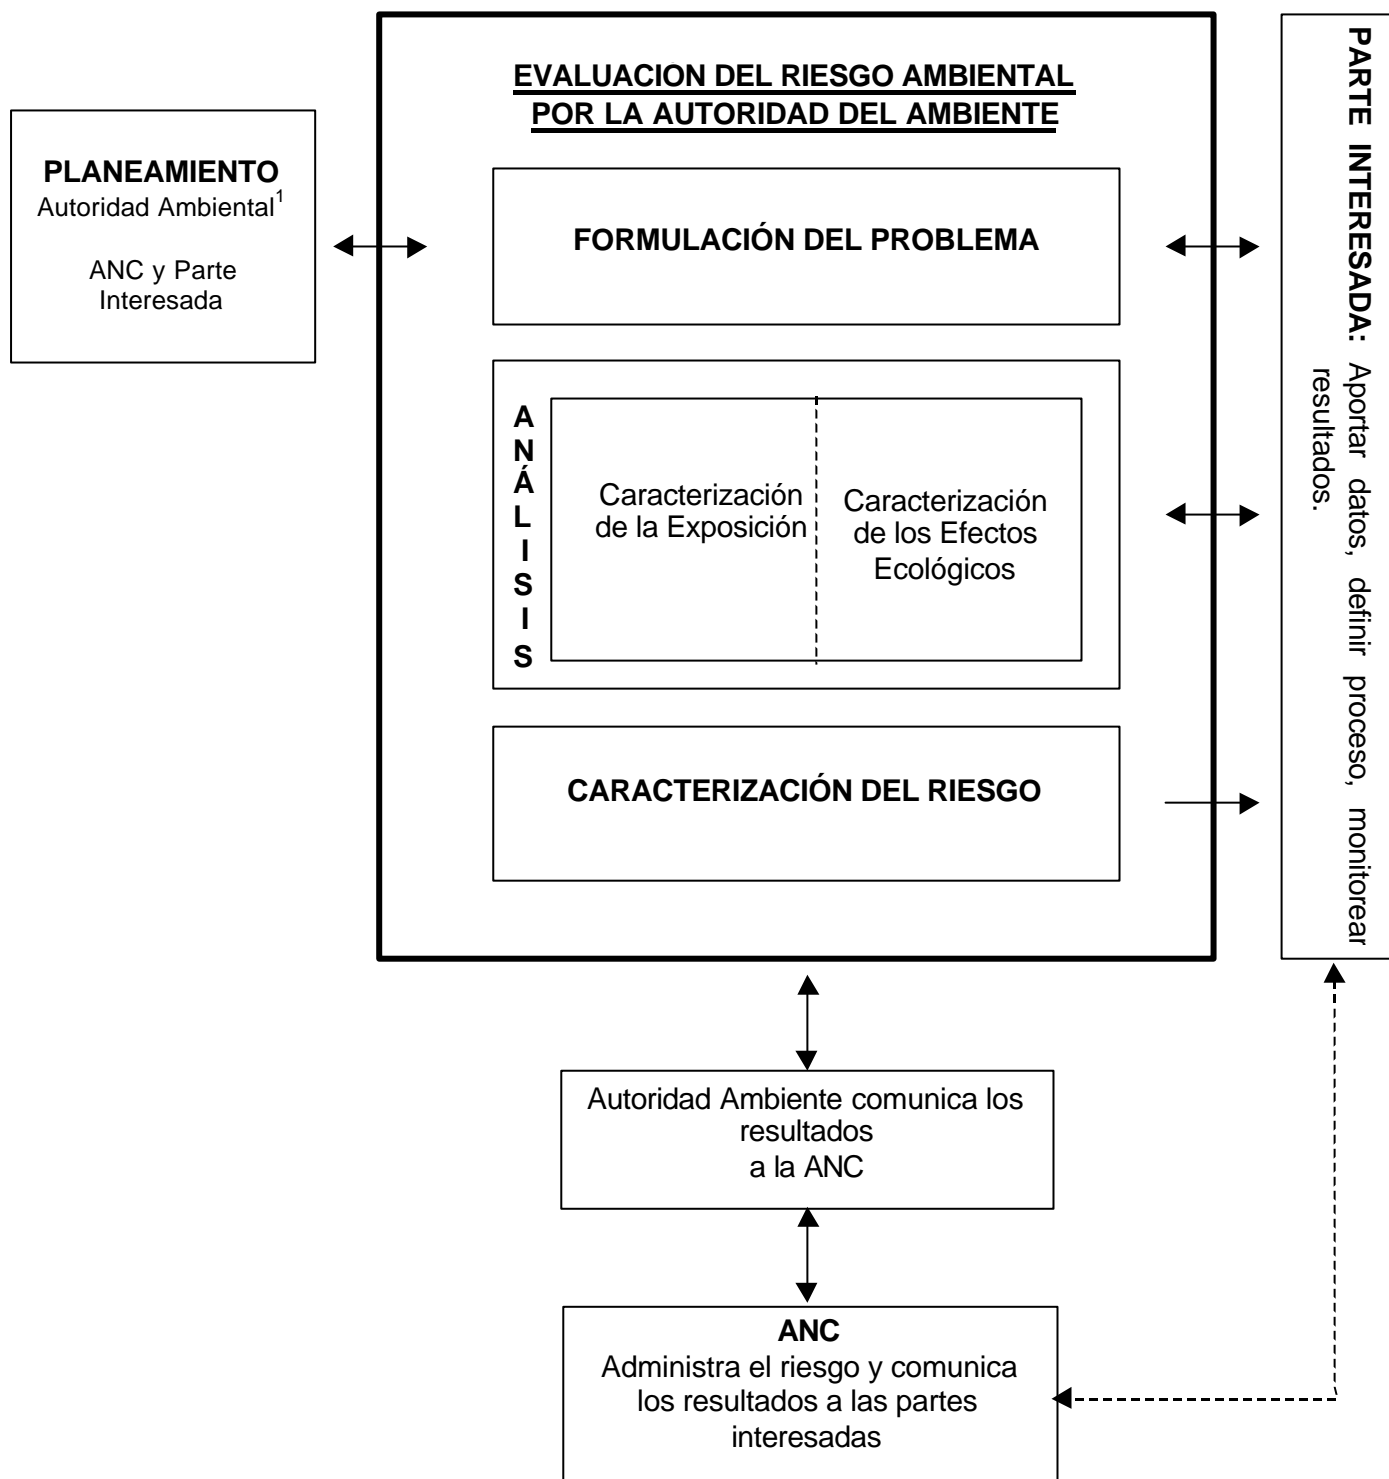 EVALUACION DEL RIESGO AMBIENTAL
POR LA AUTORIDAD DEL AMBIENTE
PLANEAMIENTO
Autoridad Ambiental1
ANC y Parte
Interesada
FORMULACIÓN DEL PROBLEMA
ANÁLISIS
Caracterización
de la Exposición
Caracterización
de los Efectos
Ecológicos
CARACTERIZACIÓN DEL RIESGO
PARTE INTERESADA: Aportar datos, definir proceso, monitorear
resultados.
Autoridad Ambiente comunica los
resultados
a la ANC
ANC
Administra el riesgo y comunica
los resultados a las partes
interesadas